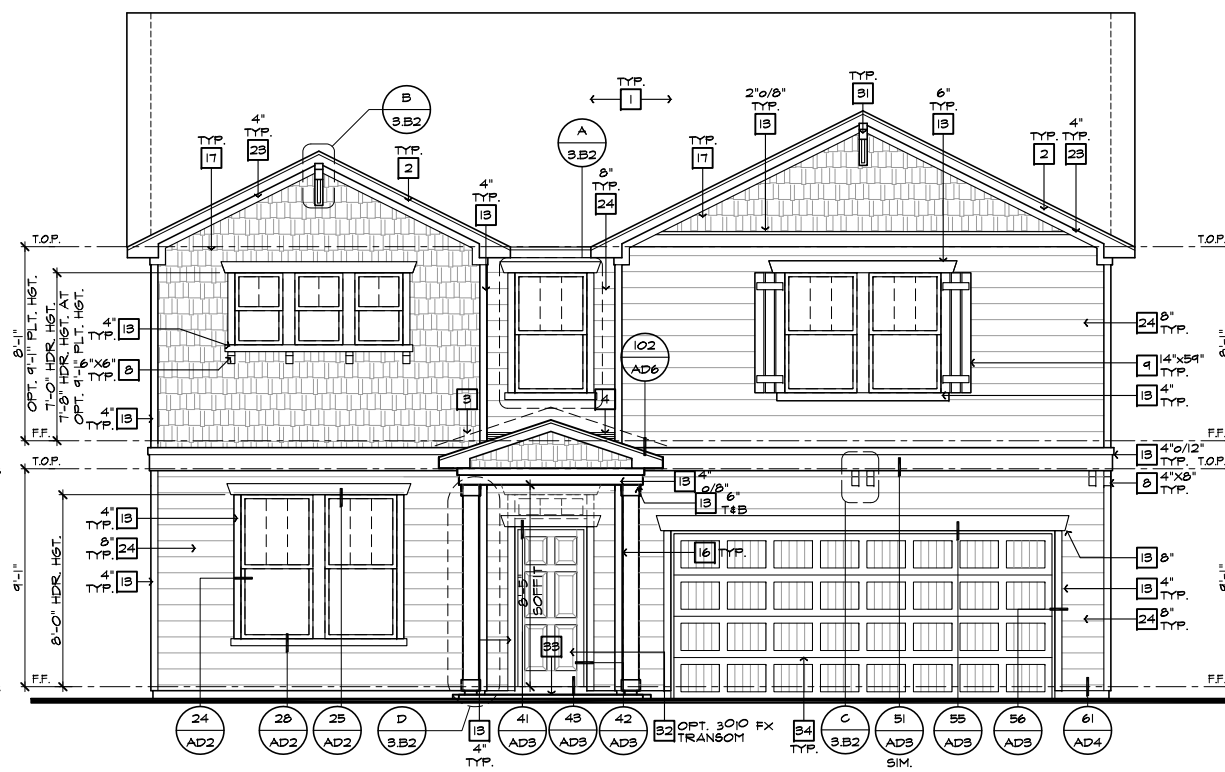 TYP.
1
TYP.
31
2"o/8"
TYP.
13
6"
13
B
3.B2
A
3.B2
TYP.
17
4"
TYP.
23
TYP.
2
4"
TYP.
13
8"
TYP.
24
TYP.
17
TYP.
2
4"
TYP.
23
T.O.P.
T.O.P.
8'-1"
OPT. 9'-1" PLT. HGT.
7'-0" HDR. HGT.
7'-8" HDR. HGT. AT
OPT. 9'-1" PLT. HGT.
4"
TYP. 13
6"X6"
TYP. 8
4"
TYP. 13
24 8"
TYP.
9 14"x59"
TYP.
13 4"
TYP.
102
AD6
3
4
F.F.
F.F.
T.O.P.
T.O.P.
13 4"o/12"
8 4"X8"
TYP.
13 4"
o/8"
13 6"
T&B
16 TYP.
4"
TYP. 13
8"
TYP. 24
4"
TYP. 13
9'-1"
8'-0" HDR. HGT.
8'-5"
SOFFIT
33
13 8"
13 4"
TYP.
24 8"
TYP.
9'-1"
F.F.
F.F.
24
AD2
28
AD2
25
AD2
D
3.B2
13
4"
TYP.
41
AD3
43
AD3
42
AD3
32 OPT. 3010 FX
TRANSOM
34
TYP.
C
3.B2
51
AD3
SIM.
55
AD3
56
AD3
61
AD4